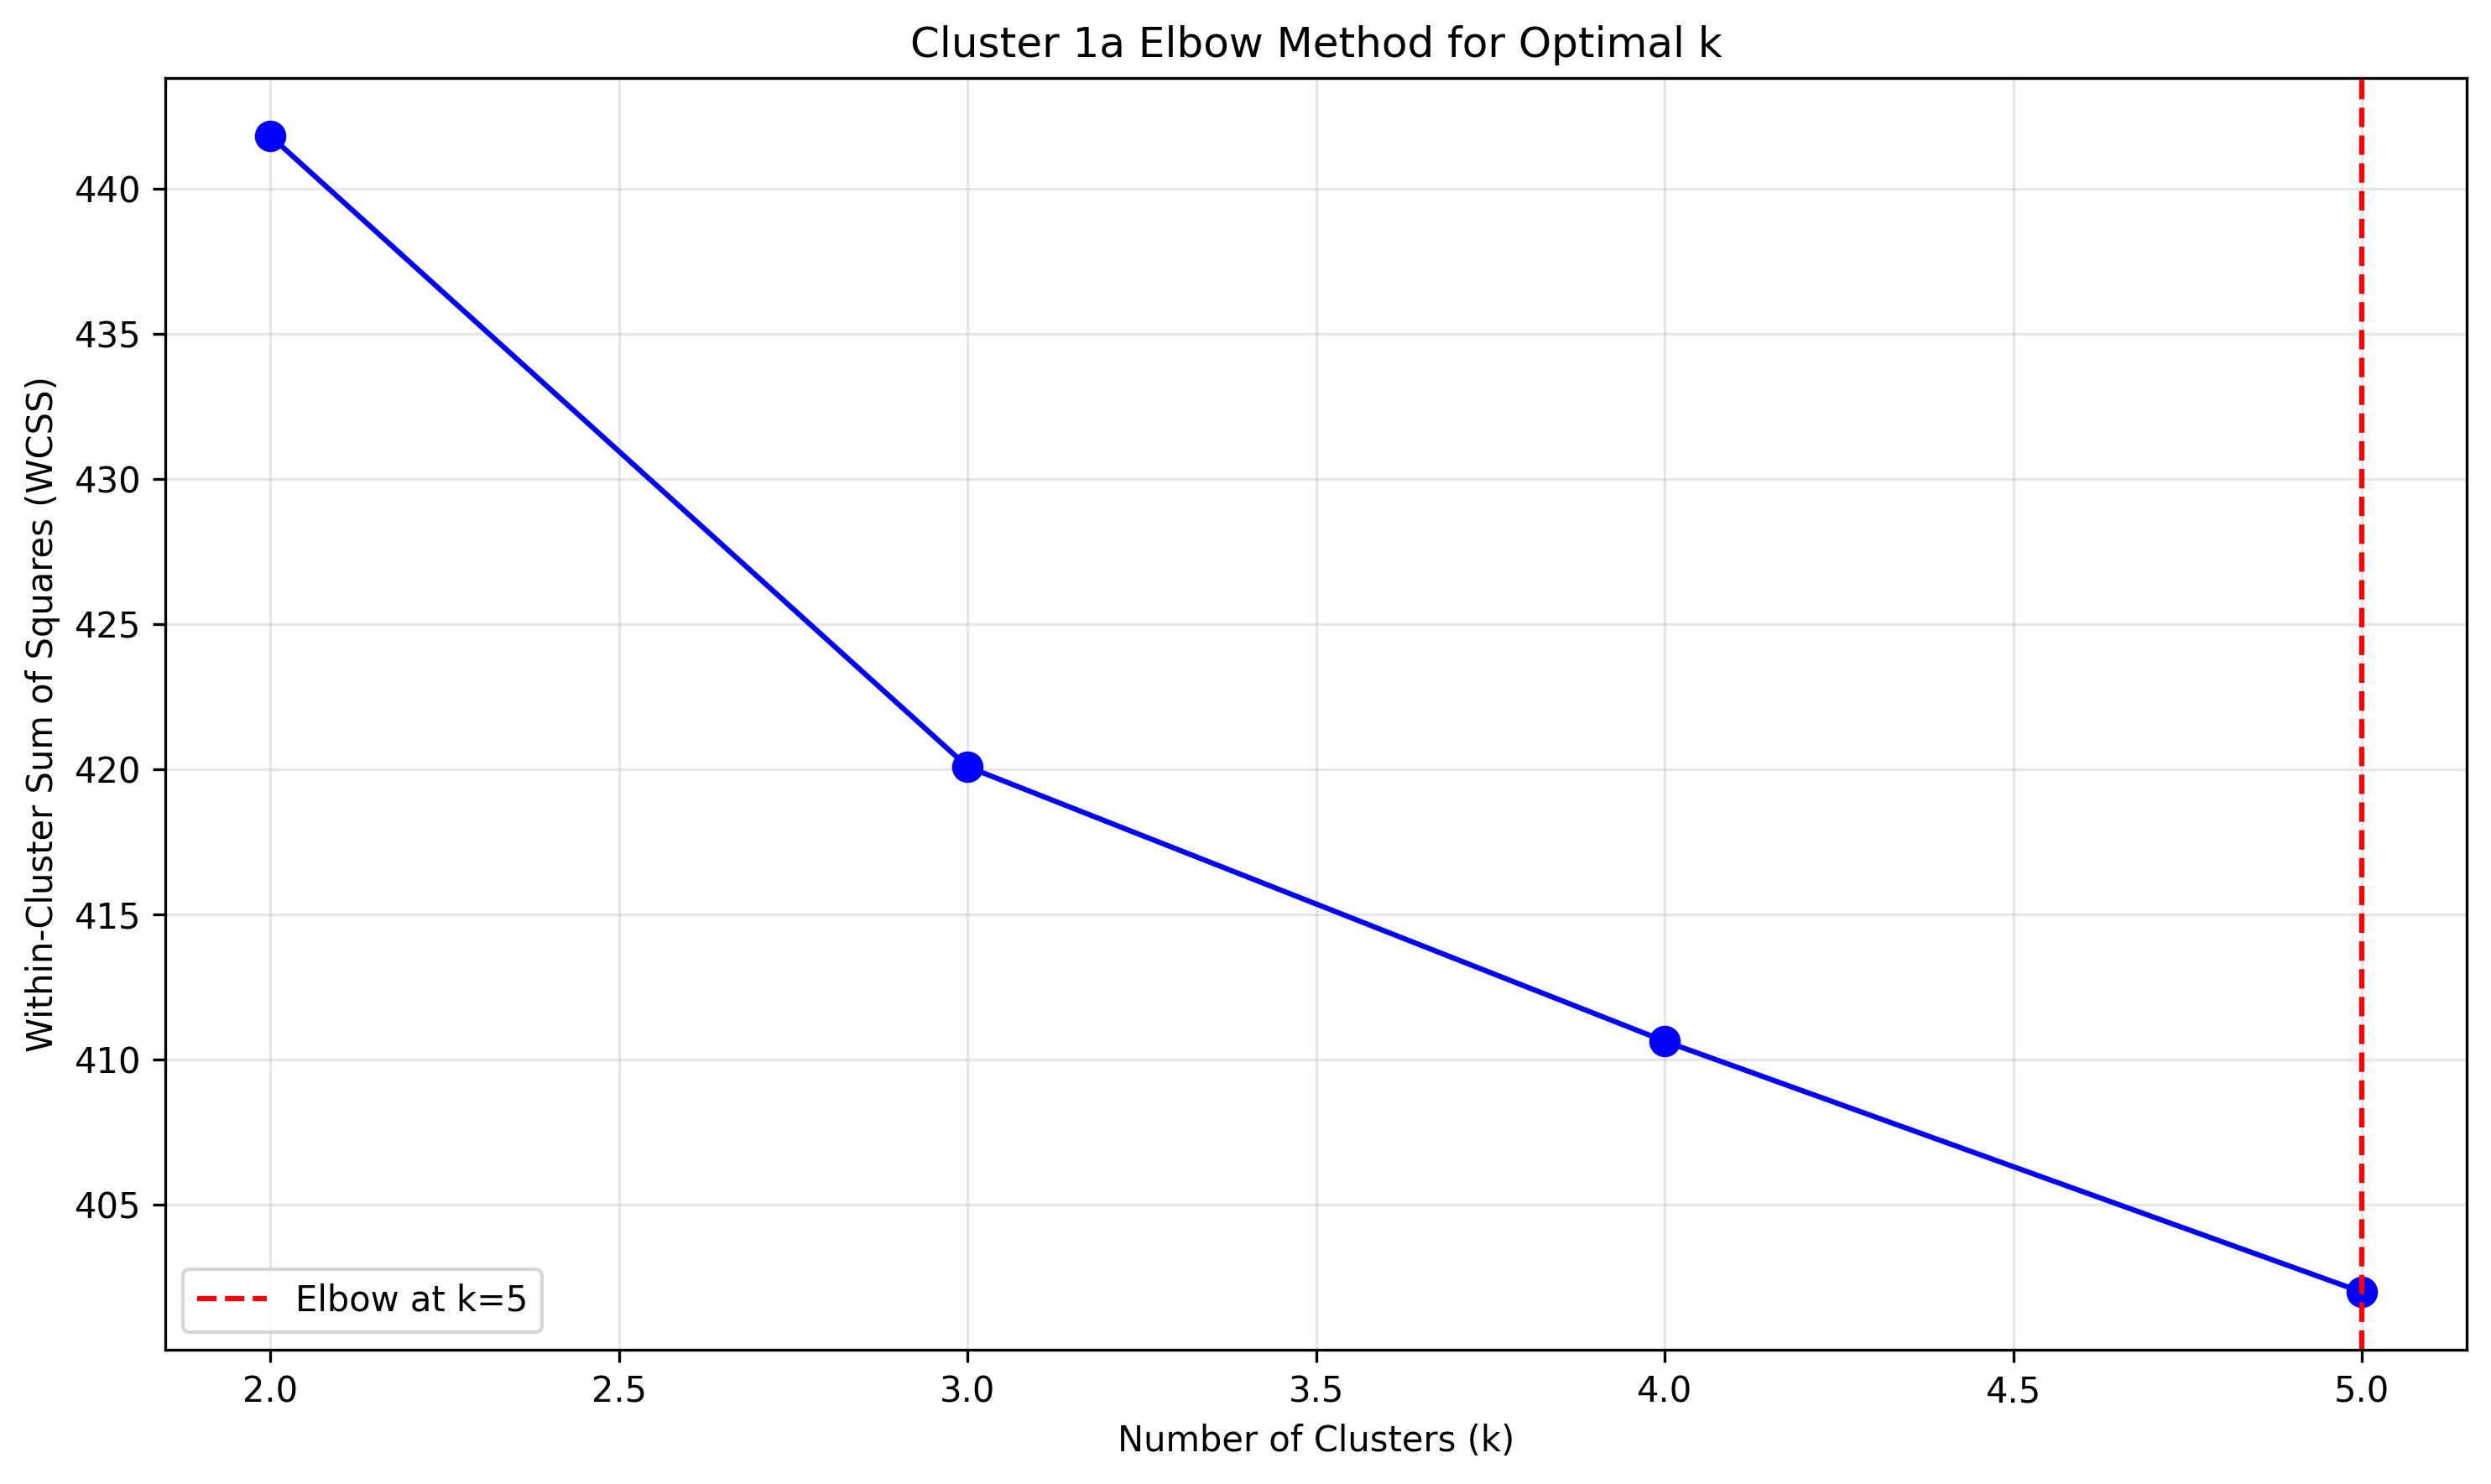 Cluster 1a Elbow Method for Optimal k
Within-Cluster Sum of Squares (WCSS)
440
435
430
425
420
415
410
405
Elbow at k=5
2.0 2.5 3.0 3.5 4.0 4.5 5.0
Number of Clusters (k)